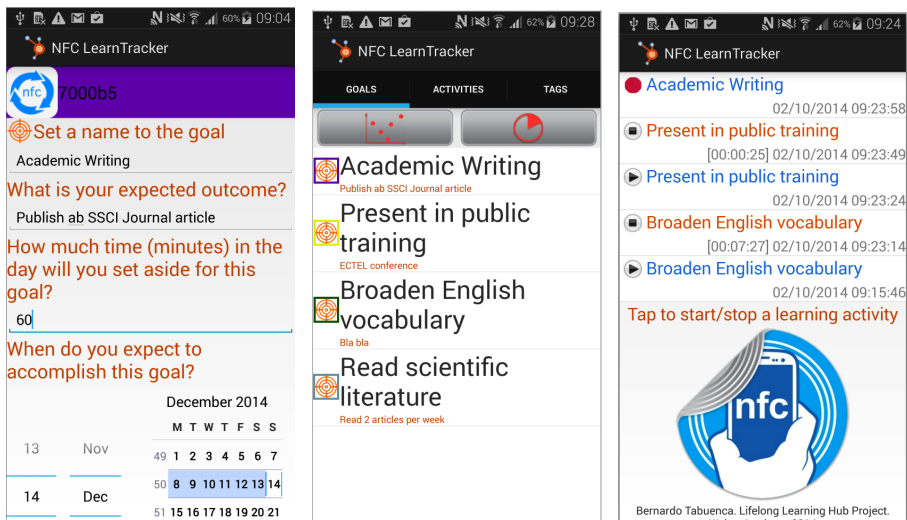 60% 09:04
NFC LearnTracker
nfc
7000b5
Set a name to the goal
Academic Writing
What is your expected outcome?
Publish ab SSCI Journal article
How much time (minutes) in the
day will you set aside for this
goal?
60
When do you expect to
accomplish this goal?
December 2014
M T W T F S S
13 Nov
49 1 2 3 4 5 6 7
50 8 9 10 11 12 13 14
14 Dec
51 15 16 17 18 19 20 21
62% 09:28
NFC LearnTracker
GOALS ACTIVITIES TAGS
Academic Writing
Publish ab SSCI Journal article
Present in public
training
ECTEL conference
Broaden English
vocabulary
Bla bla
Read scientific
literature
Read 2 articles per week
62% 09:24
NFC LearnTracker
Academic Writing
02/10/2014 09:23:58
Present in public training
[00:00:25] 02/10/2014 09:23:49
Present in public training
02/10/2014 09:23:24
Broaden English vocabulary
[00:07:27] 02/10/2014 09:23:14
Broaden English vocabulary
02/10/2014 09:15:46
Tap to start/stop a learning activity
nfc
Bernardo Tabuenca. Lifelong Learning Hub Project.